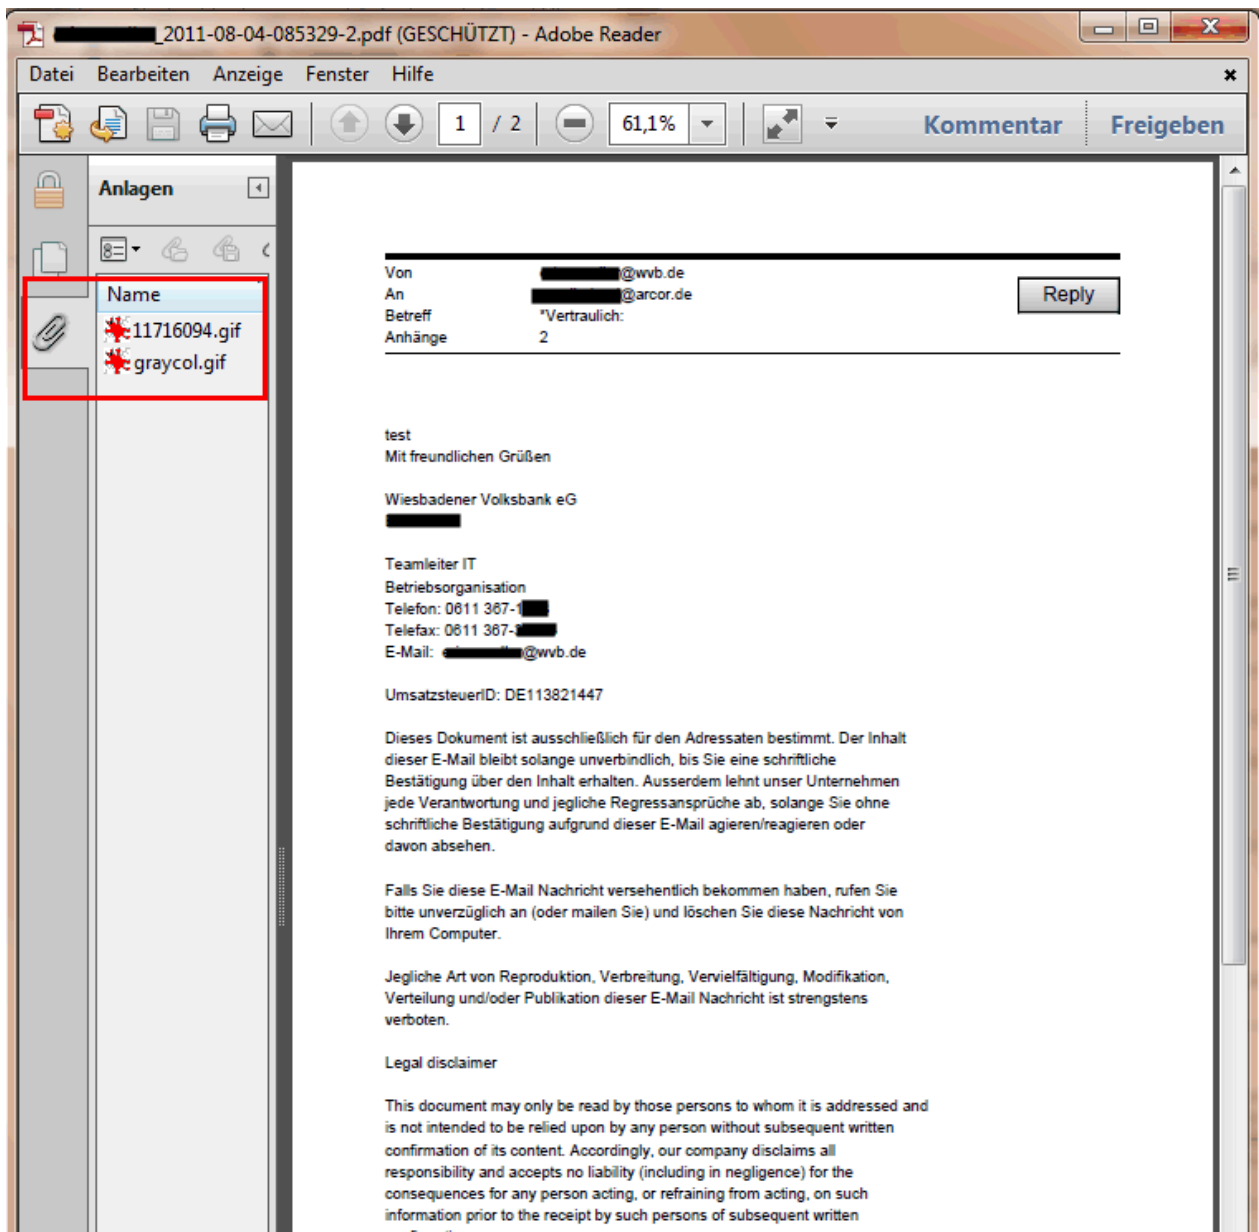 _2011-08-04-085329-2.pdf (GESCHÜTZT) - Adobe Reader
Datei Bearbeiten Anzeige Fenster Hilfe
1 / 2 61,1% Kommentar Freigeben
Anlagen
Name
11716094.gif
graycol.gif
Von @wvb.de
An @arcor.de
Betreff "Vertraulich:
Anhänge 2
Reply
test
Mit freundlichen Grüßen
Wiesbadener Volksbank eG
Teamleiter IT
Betriebsorganisation
Telefon: 0611 367-1
Telefax: 0611 367-
E-Mail: @wvb.de
UmsatzsteuerID: DE113821447
Dieses Dokument ist ausschließlich für den Adressaten bestimmt. Der Inhalt
dieser E-Mail bleibt solange unverbindlich, bis Sie eine schriftliche
Bestätigung über den Inhalt erhalten. Ausserdem lehnt unser Unternehmen
jede Verantwortung und jegliche Regressansprüche ab, solange Sie ohne
schriftliche Bestätigung aufgrund dieser E-Mail agieren/reagieren oder
davon absehen.
Falls Sie diese E-Mail Nachricht versehentlich bekommen haben, rufen Sie
bitte unverzüglich an (oder mailen Sie) und löschen Sie diese Nachricht von
Ihrem Computer.
Jegliche Art von Reproduktion, Verbreitung, Vervielfältigung, Modifikation,
Verteilung und/oder Publikation dieser E-Mail Nachricht ist strengstens
verboten.
Legal disclaimer
This document may only be read by those persons to whom it is addressed and
is not intended to be relied upon by any person without subsequent written
confirmation of its content. Accordingly, our company disclaims all
responsibility and accepts no liability (including in negligence) for the
consequences for any person acting, or refraining from acting, on such
information prior to the receipt by such persons of subsequent written